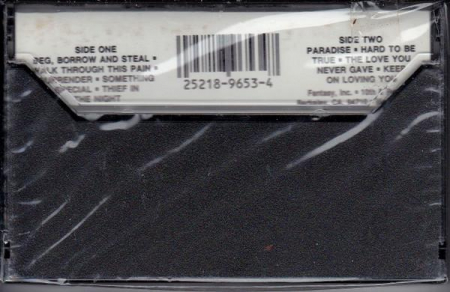 SIDE ONE
BEG, BORROW AND STEAL •
WALK THROUGH THIS PAIN •
SURRENDER • SOMETHING
SPECIAL • THIEF IN
THE NIGHT
25218-9653-4
SIDE TWO
PARADISE • HARD TO BE
TRUE • THE LOVE YOU
NEVER GAVE • KEEP
ON LOVING YOU
Fantasy, Inc. • 10th &
Berkeley, CA 94710